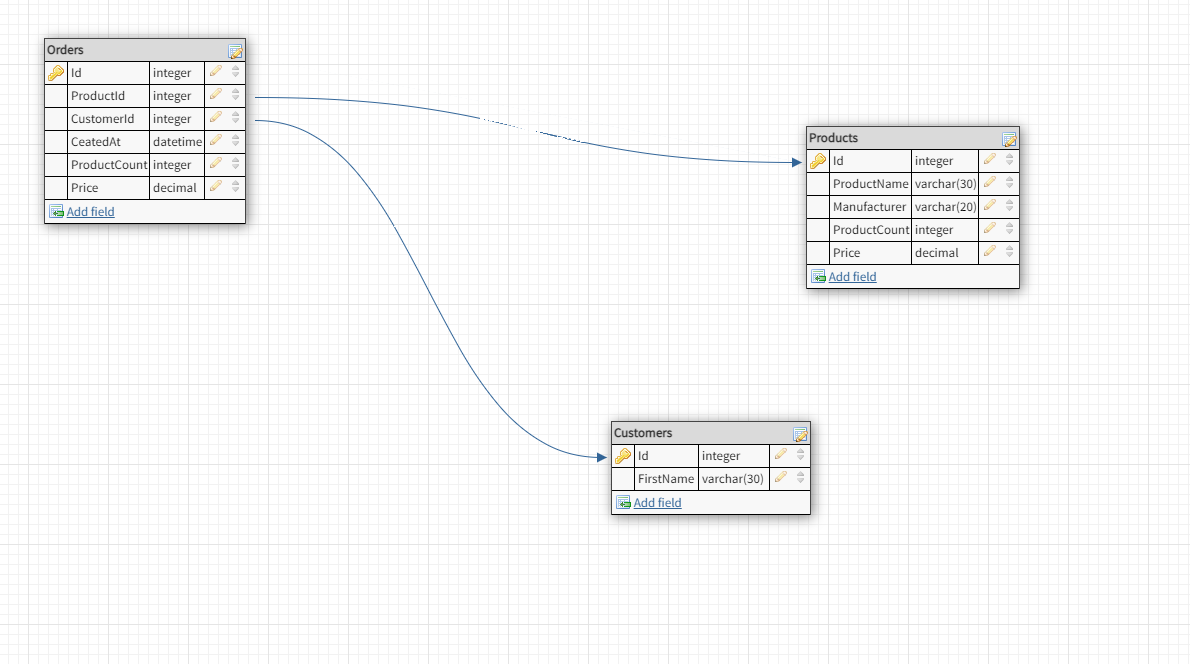 Orders
Id integer
ProductId integer
CustomerId integer
CeatedAt datetime
ProductCount integer
Price decimal
Add field
Products
Id integer
ProductName varchar(30)
Manufacturer varchar(20)
ProductCount integer
Price decimal
Add field
Customers
Id integer
FirstName varchar(30)
Add field